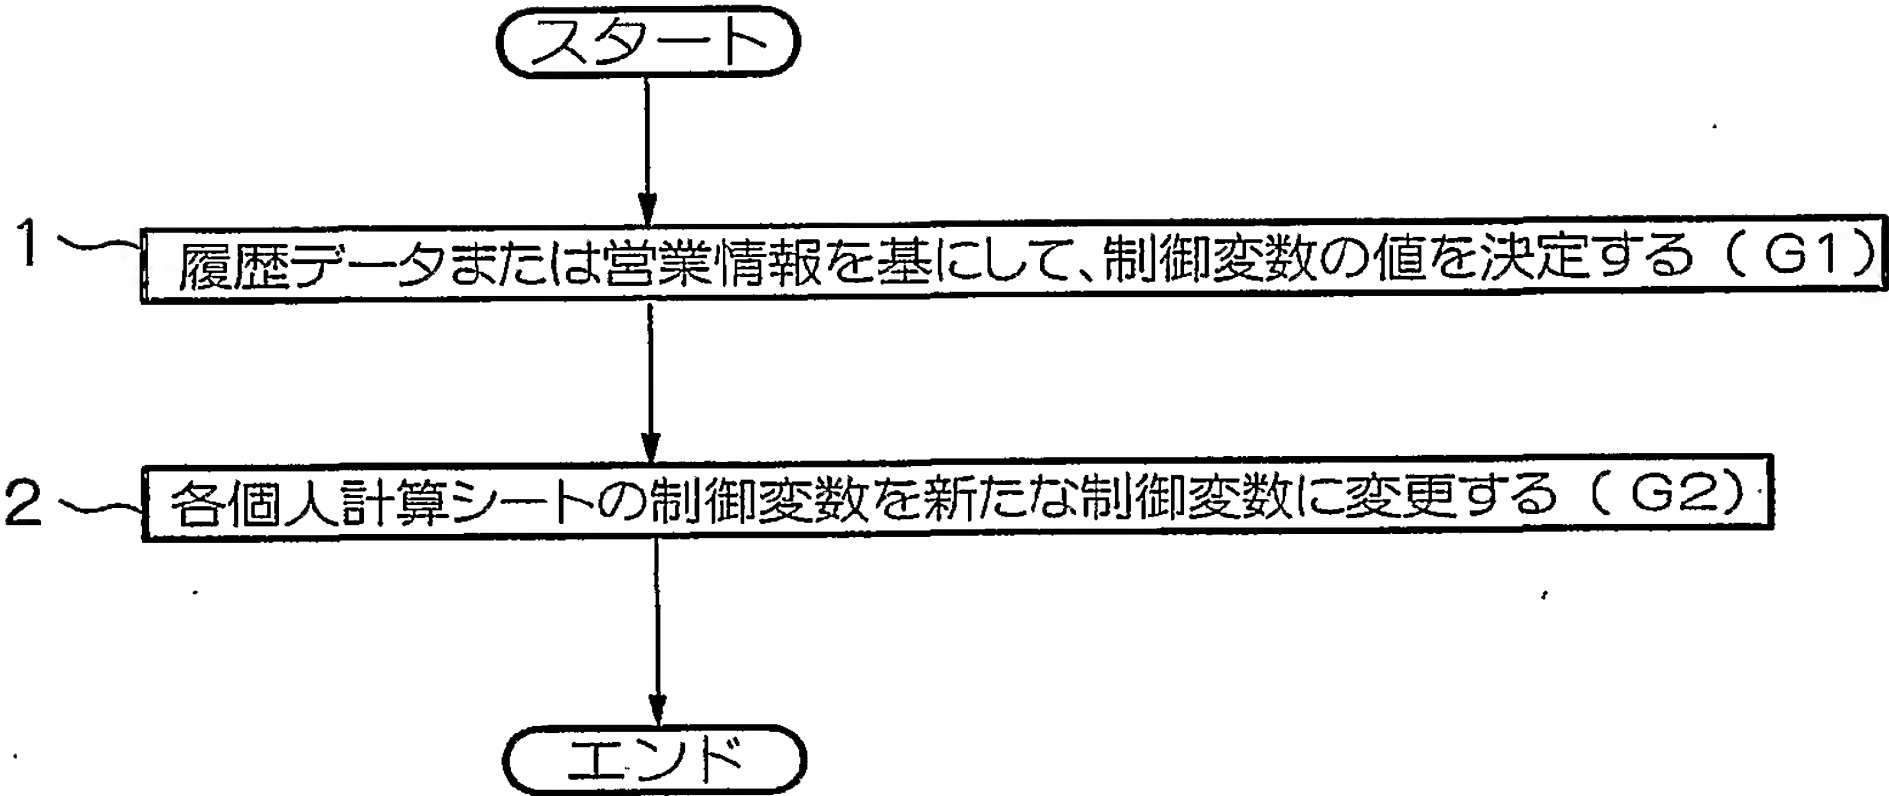 スタート
1
履歴データまたは営業情報を基にして、制御変数の値を決定する(G1)
2
各個人計算シートの制御変数を新たな制御変数に変更する(G2)
エンド